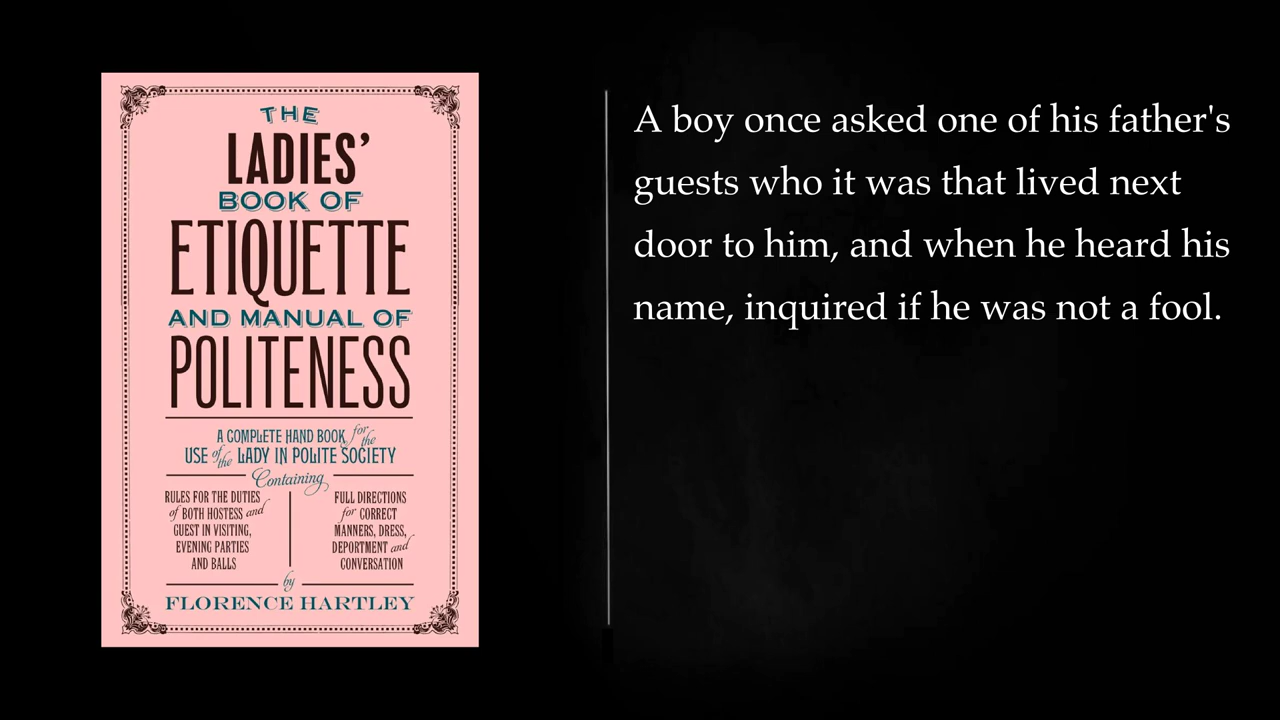 THE
LADIES’
BOOK OF
ETIQUETTE
AND MANUAL OF
POLITENESS
A COMPLETE HAND BOOK for the
USE of the LADY IN POLITE SOCIETY
Containing
RULES FOR THE DUTIES
of BOTH HOSTESS and
GUEST IN VISITING,
EVENING PARTIES
AND BALLS
FULL DIRECTIONS
for CORRECT
MANNERS, DRESS,
DEPORTMENT and
CONVERSATION
by
FLORENCE HARTLEY
A boy once asked one of his father's
guests who it was that lived next
door to him, and when he heard his
name, inquired if he was not a fool.